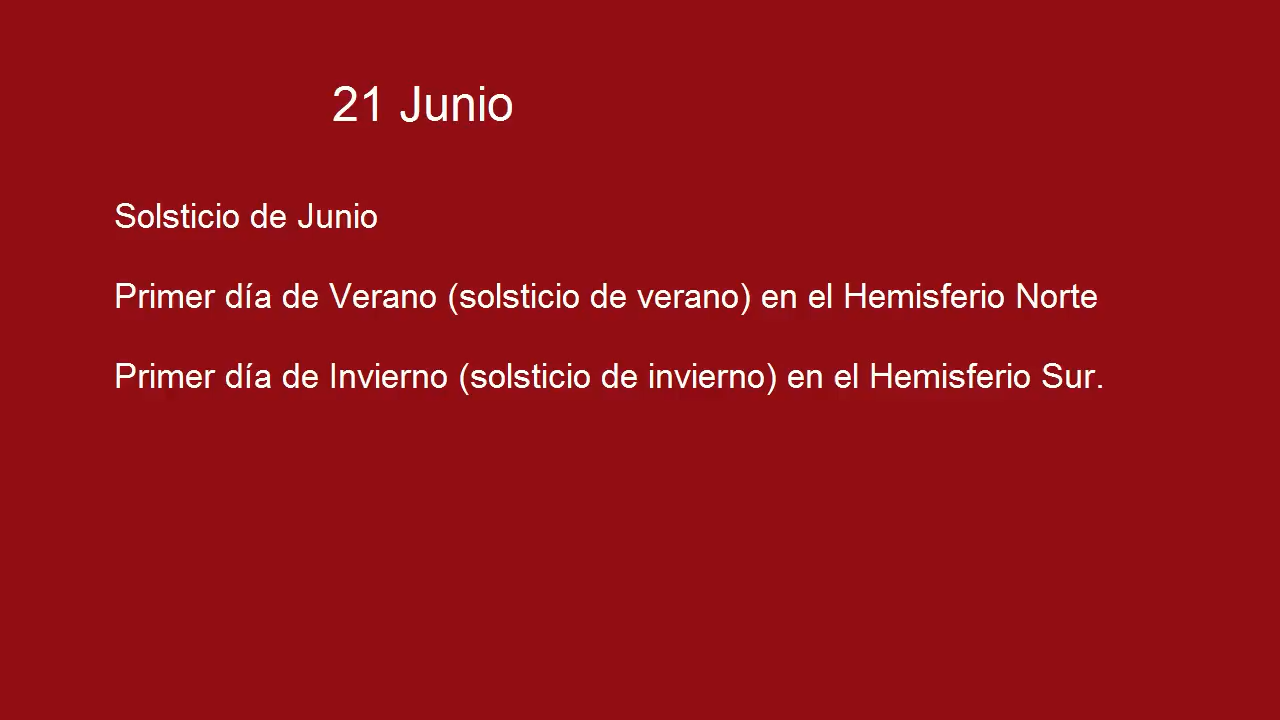 21 Junio
Solsticio de Junio
Primer día de Verano (solsticio de verano) en el Hemisferio Norte
Primer día de Invierno (solsticio de invierno) en el Hemisferio Sur.